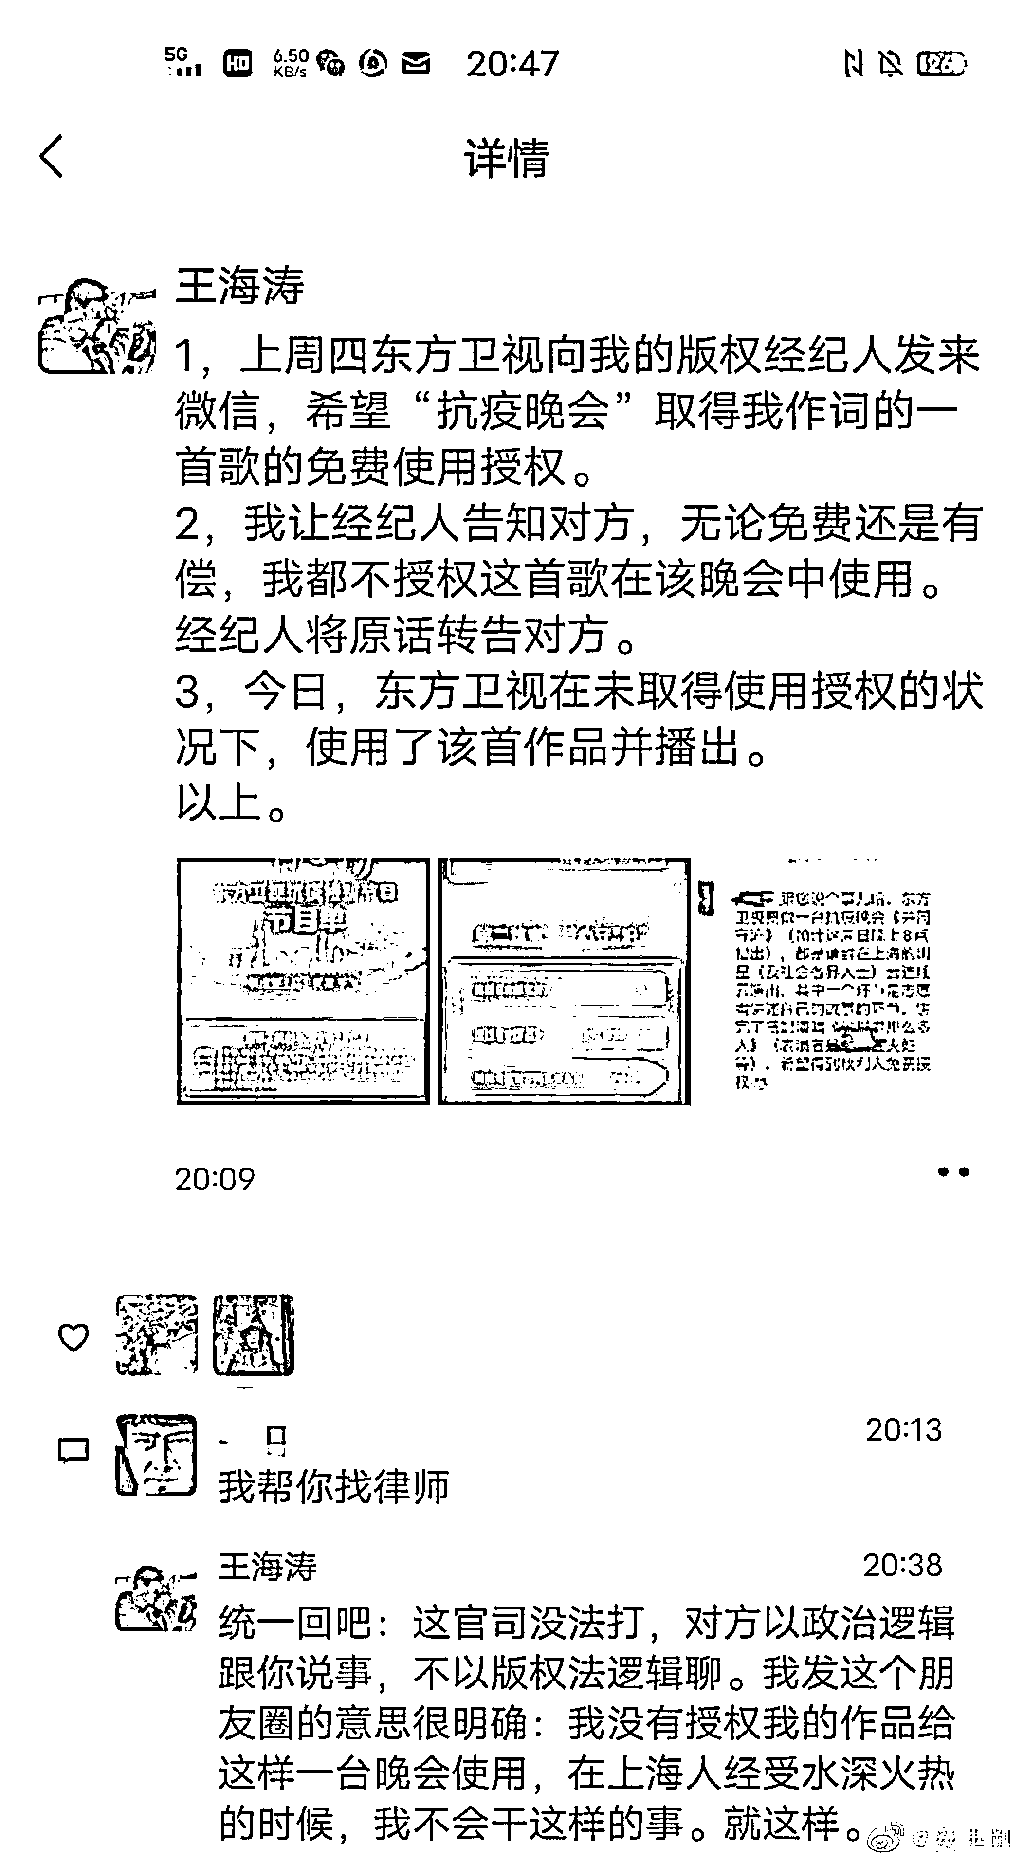 5G HD 6.50 KB/s 20:47
详情
王海涛
1，上周四东方卫视向我的版权经纪人发来
微信，希望“抗疫晚会”取得我作词的一
首歌的免费使用授权。
2，我让经纪人告知对方，无论免费还是有
偿，我都不授权这首歌在该晚会中使用。
经纪人将原话转告对方。
3，今日，东方卫视在未取得使用授权的状
况下，使用了该首作品并播出。
以上。
节目单
20:09
20:13
我帮你找律师
王海涛
20:38
统一回吧：这官司没法打，对方以政治逻辑
跟你说事，不以版权法逻辑聊。我发这个朋
友圈的意思很明确：我没有授权我的作品给
这样一台晚会使用，在上海人经受水深火热
的时候，我不会干这样的事。就这样。